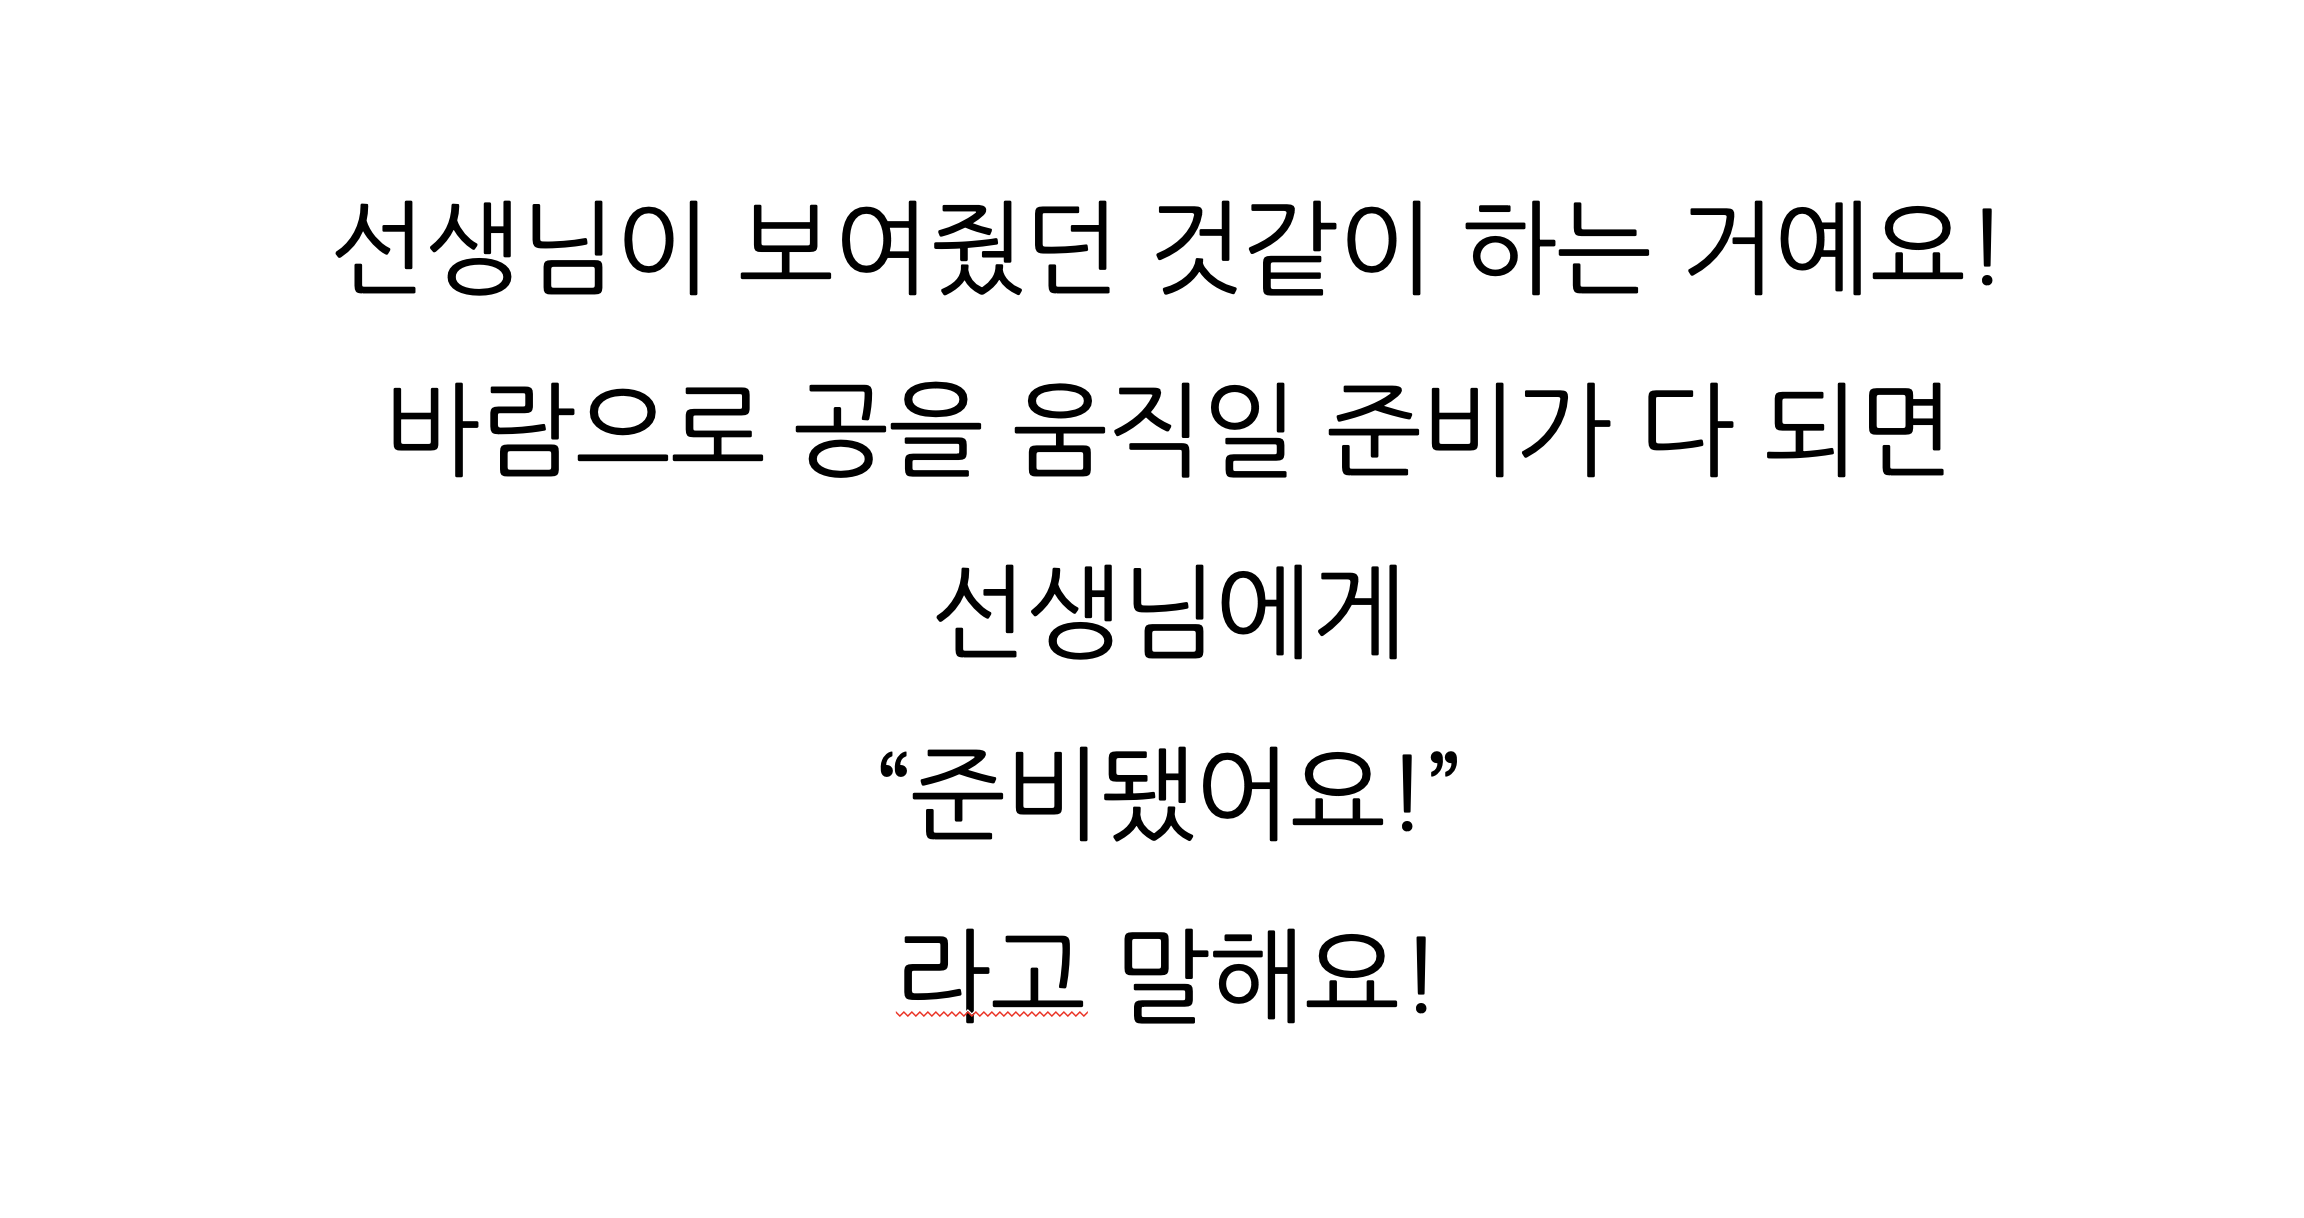 선생님이 보여줬던 것같이 하는 거예요!
바람으로 공을 움직일 준비가 다 되면
선생님에게
“준비됐어요!”
라고 말해요!